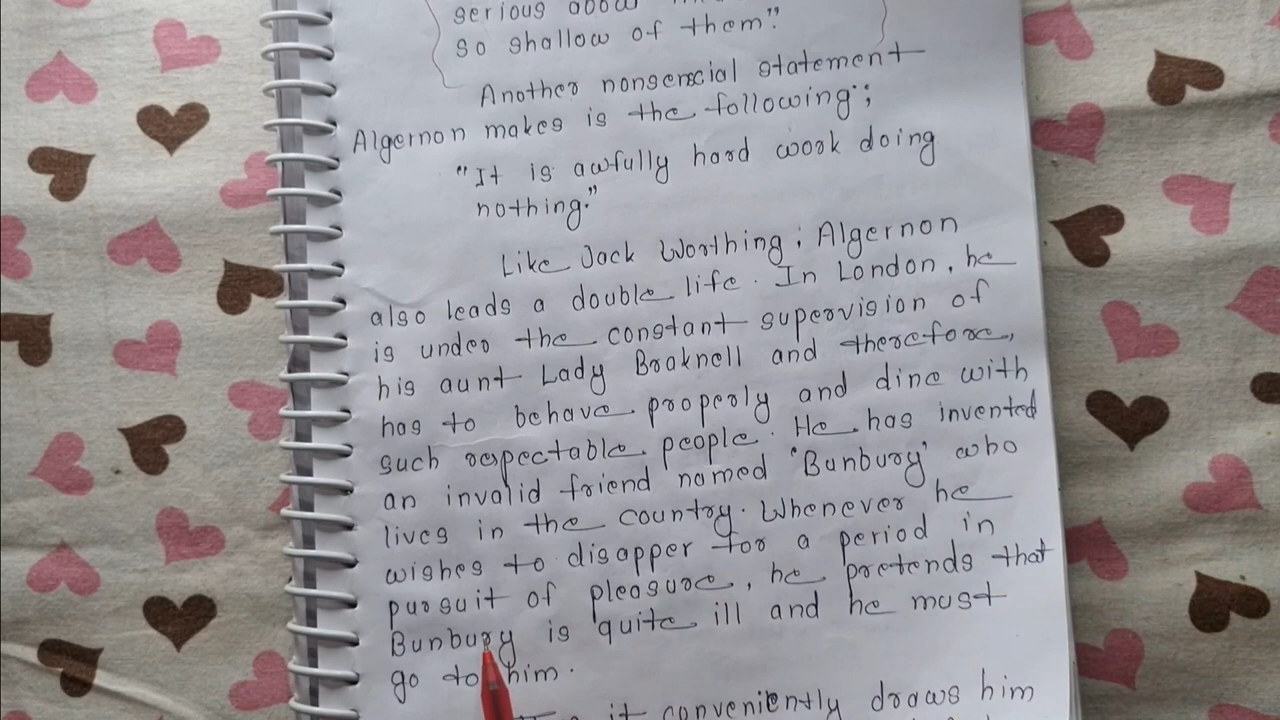 serious
so shallow of them."
Another nonsenscial statement
Algernon makes is the following;
"It is awfully hard work doing
nothing."
Like Jack Worthing; Algernon
also leads a double life. In London, he
is under the constant supervision of
his aunt Lady Braknell and therefore,
has to behave properly and dine with
such respectable people. He has invented
an invalid friend named 'Bunbury' who
lives in the country. Whenever he
wishes to disapper for a period in
pursuit of pleasure, he pretends that
Bunbury is quite ill and he must
go to him.
it conveniently draws him